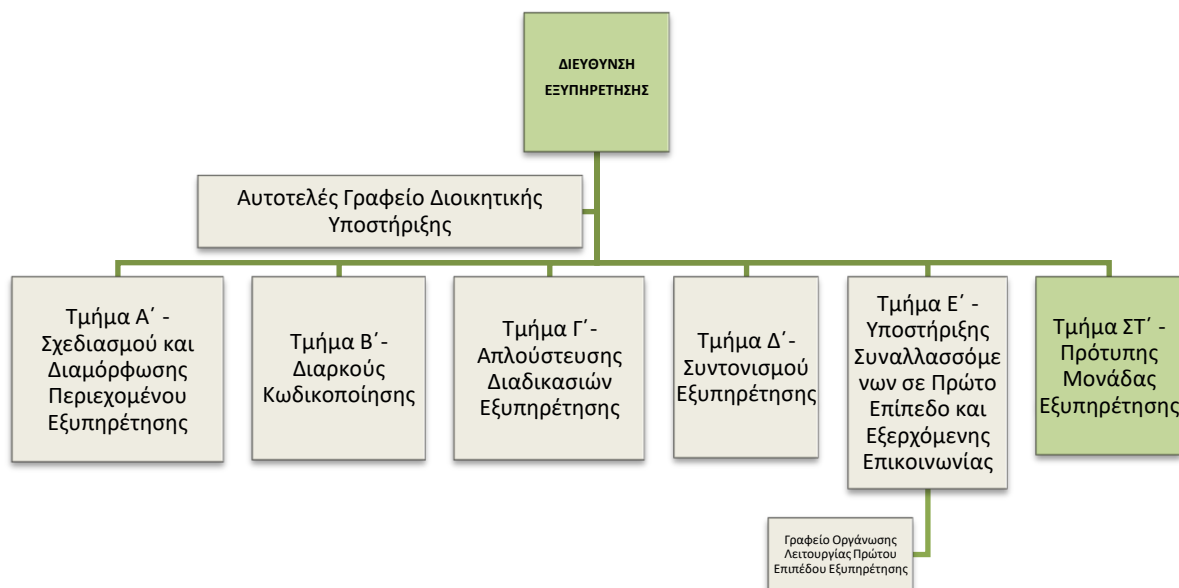 ΔΙΕΥΘΥΝΣΗ
ΕΞΥΠΗΡΕΤΗΣΗΣ
Αυτοτελές Γραφείο Διοικητικής
Υποστήριξης
Τμήμα Α΄ -
Σχεδιασμού και
Διαμόρφωσης
Περιεχομένου
Εξυπηρέτησης
Τμήμα Β΄-
Διαρκούς
Κωδικοποίησης
Τμήμα Γ΄-
Απλούστευσης
Διαδικασιών
Εξυπηρέτησης
Τμήμα Δ΄-
Συντονισμού
Εξυπηρέτησης
Τμήμα Ε΄ -
Υποστήριξης
Συναλλασσόμε
νων σε Πρώτο
Επίπεδο και
Εξερχόμενης
Επικοινωνίας
Τμήμα ΣΤ΄ -
Πρότυπης
Μονάδας
Εξυπηρέτησης
Γραφείο Οργάνωσης
Λειτουργίας Πρώτου
Επιπέδου Εξυπηρέτησης